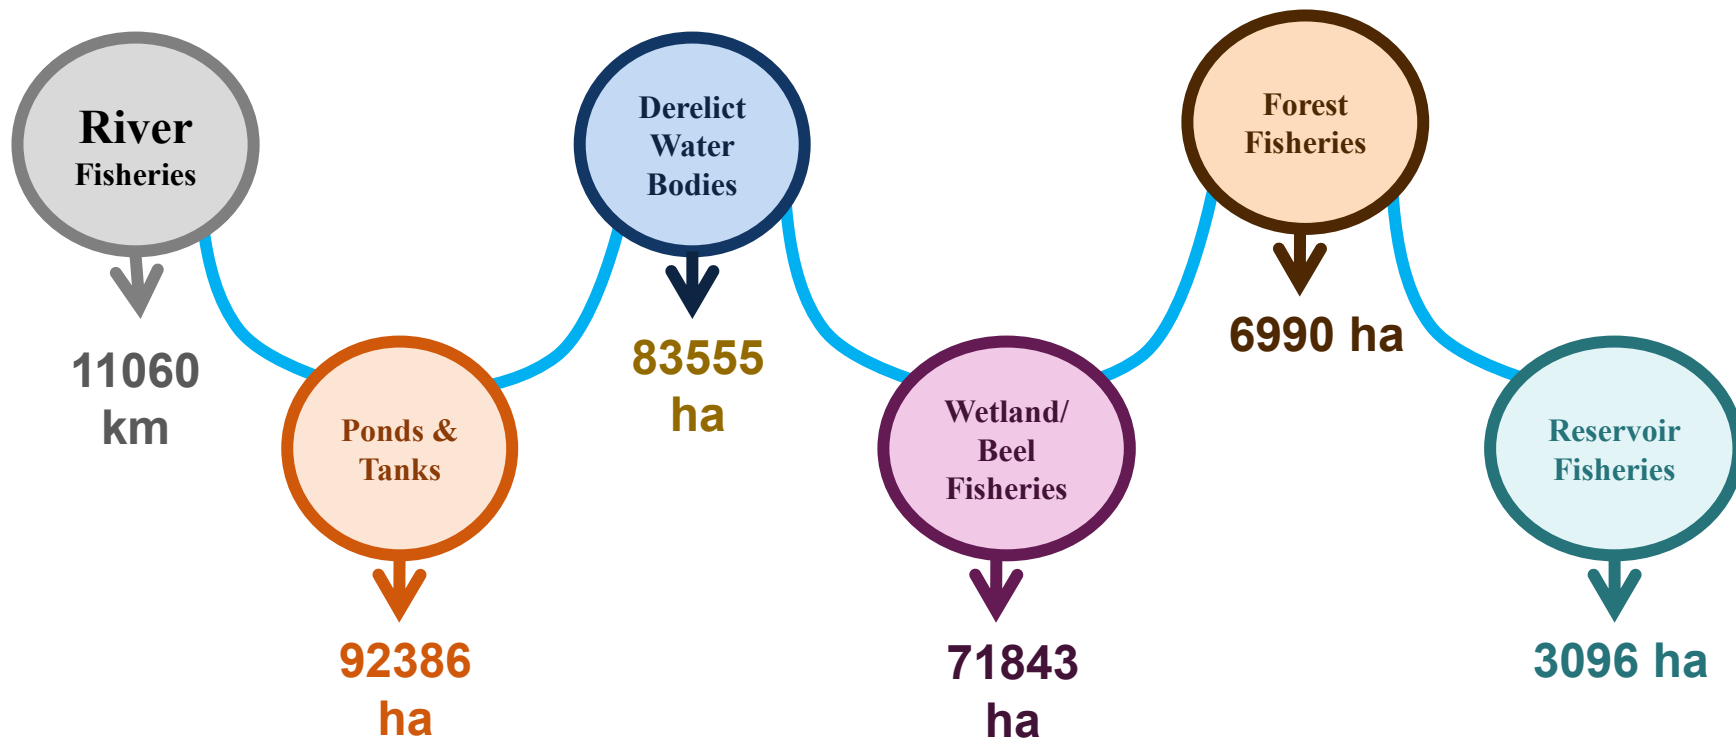 River
Fisheries
11060
km
Ponds &
Tanks
92386
ha
Derelict
Water
Bodies
83555
ha
Wetland/
Beel
Fisheries
71843
ha
Forest
Fisheries
6990 ha
Reservoir
Fisheries
3096 ha